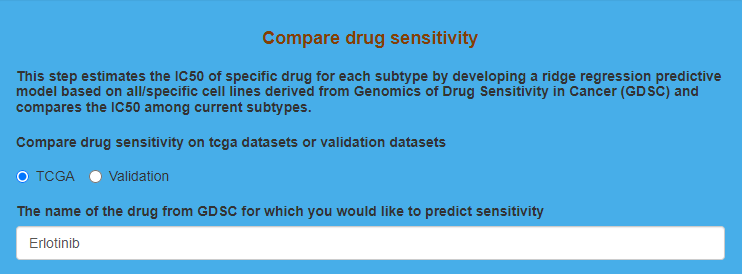 Compare drug sensitivity
This step estimates the IC50 of specific drug for each subtype by developing a ridge regression predictive
model based on all/specific cell lines derived from Genomics of Drug Sensitivity in Cancer (GDSC) and
compares the IC50 among current subtypes.
Compare drug sensitivity on tcga datasets or validation datasets
TCGA Validation
The name of the drug from GDSC for which you would like to predict sensitivity
Erlotinib